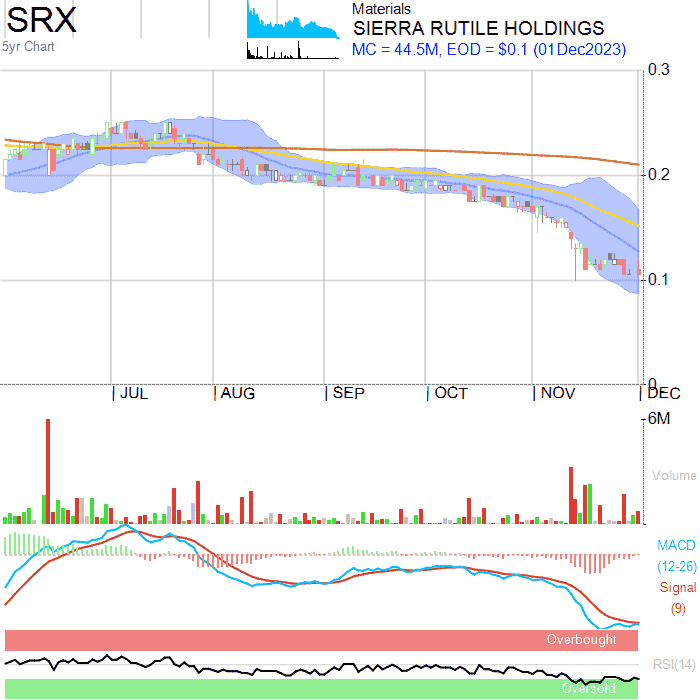 SRX
5yr Chart
Materials
SIERRA RUTILE HOLDINGS
MC = 44.5M, EOD = $0.1 (01Dec2023)
0.3
0.2
0.1
0
JUL AUG SEP OCT NOV DEC
6M
Volume
MACD
(12-26)
Signal
(9)
Overbought
RSI(14)
Oversold